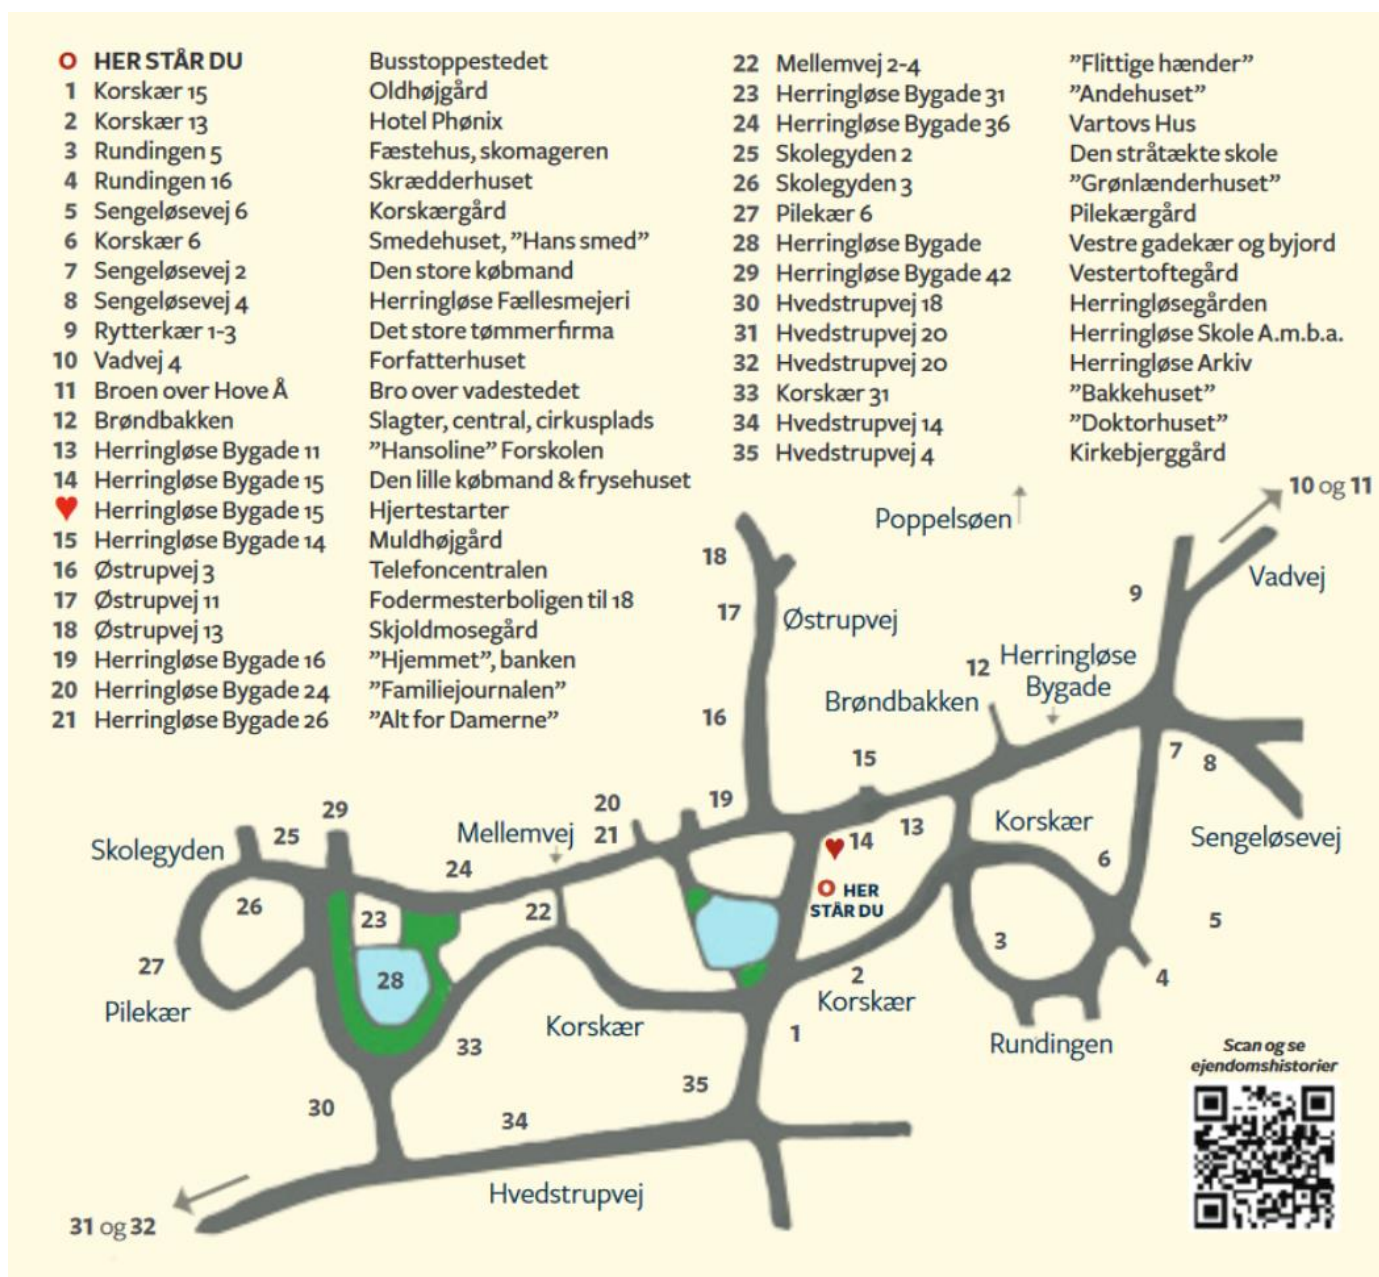 O HER STÅR DU Busstoppestedet
1 Korskær 15 Oldhøjgård
2 Korskær 13 Hotel Phønix
3 Rundingen 5 Fæstehus, skomageren
4 Rundingen 16 Skrædderhuset
5 Sengeløsevej 6 Korskærgård
6 Korskær 6 Smedehuset, ”Hans smed”
7 Sengeløsevej 2 Den store købmand
8 Sengeløsevej 4 Herringløse Fællesmejeri
9 Rytterkær 1-3 Det store tømmerfirma
10 Vadvej 4 Forfatterhuset
11 Broen over Hove Å Bro over vadestedet
12 Brøndbakken Slagter, central, cirkusplads
13 Herringløse Bygade 11 ”Hansoline” Forskolen
14 Herringløse Bygade 15 Den lille købmand & frysehuset
♥ Herringløse Bygade 15 Hjertestarter
15 Herringløse Bygade 14 Muldhøjgård
16 Østrupvej 3 Telefoncentralen
17 Østrupvej 11 Fodermesterboligen til 18
18 Østrupvej 13 Skjoldmosegård
19 Herringløse Bygade 16 ”Hjemmet”, banken
20 Herringløse Bygade 24 ”Familiejournalen”
21 Herringløse Bygade 26 ”Alt for Damerne”
22 Mellemvej 2-4 ”Flittige hænder”
23 Herringløse Bygade 31 ”Andehuset”
24 Herringløse Bygade 36 Vartovs Hus
25 Skolegyden 2 Den stråtækte skole
26 Skolegyden 3 ”Grønlænderhuset”
27 Pilekær 6 Pilekærgård
28 Herringløse Bygade Vestre gadekær og byjord
29 Herringløse Bygade 42 Vestertoftegård
30 Hvedstrupvej 18 Herringløsegården
31 Hvedstrupvej 20 Herringløse Skole A.m.b.a.
32 Hvedstrupvej 20 Herringløse Arkiv
33 Korskær 31 ”Bakkehuset”
34 Hvedstrupvej 14 ”Doktorhuset”
35 Hvedstrupvej 4 Kirkebjerggård
10 og 11
Poppelsøen
18
Vadvej
9
17
Østrupvej
Herringløse
Bygade
12
Brøndbakken
16
7
8
15
19
20
29
Mellemvej
21
25
Skolegyden
14
13
Korskær
Sengeløsevej
6
24
O HER
STÅR DU
26
23
22
5
3
27
28
2
4
Korskær
Pilekær
Korskær
1
Rundingen
33
Scan og se
ejendomshistorier
35
30
34
Hvedstrupvej
31 og 32